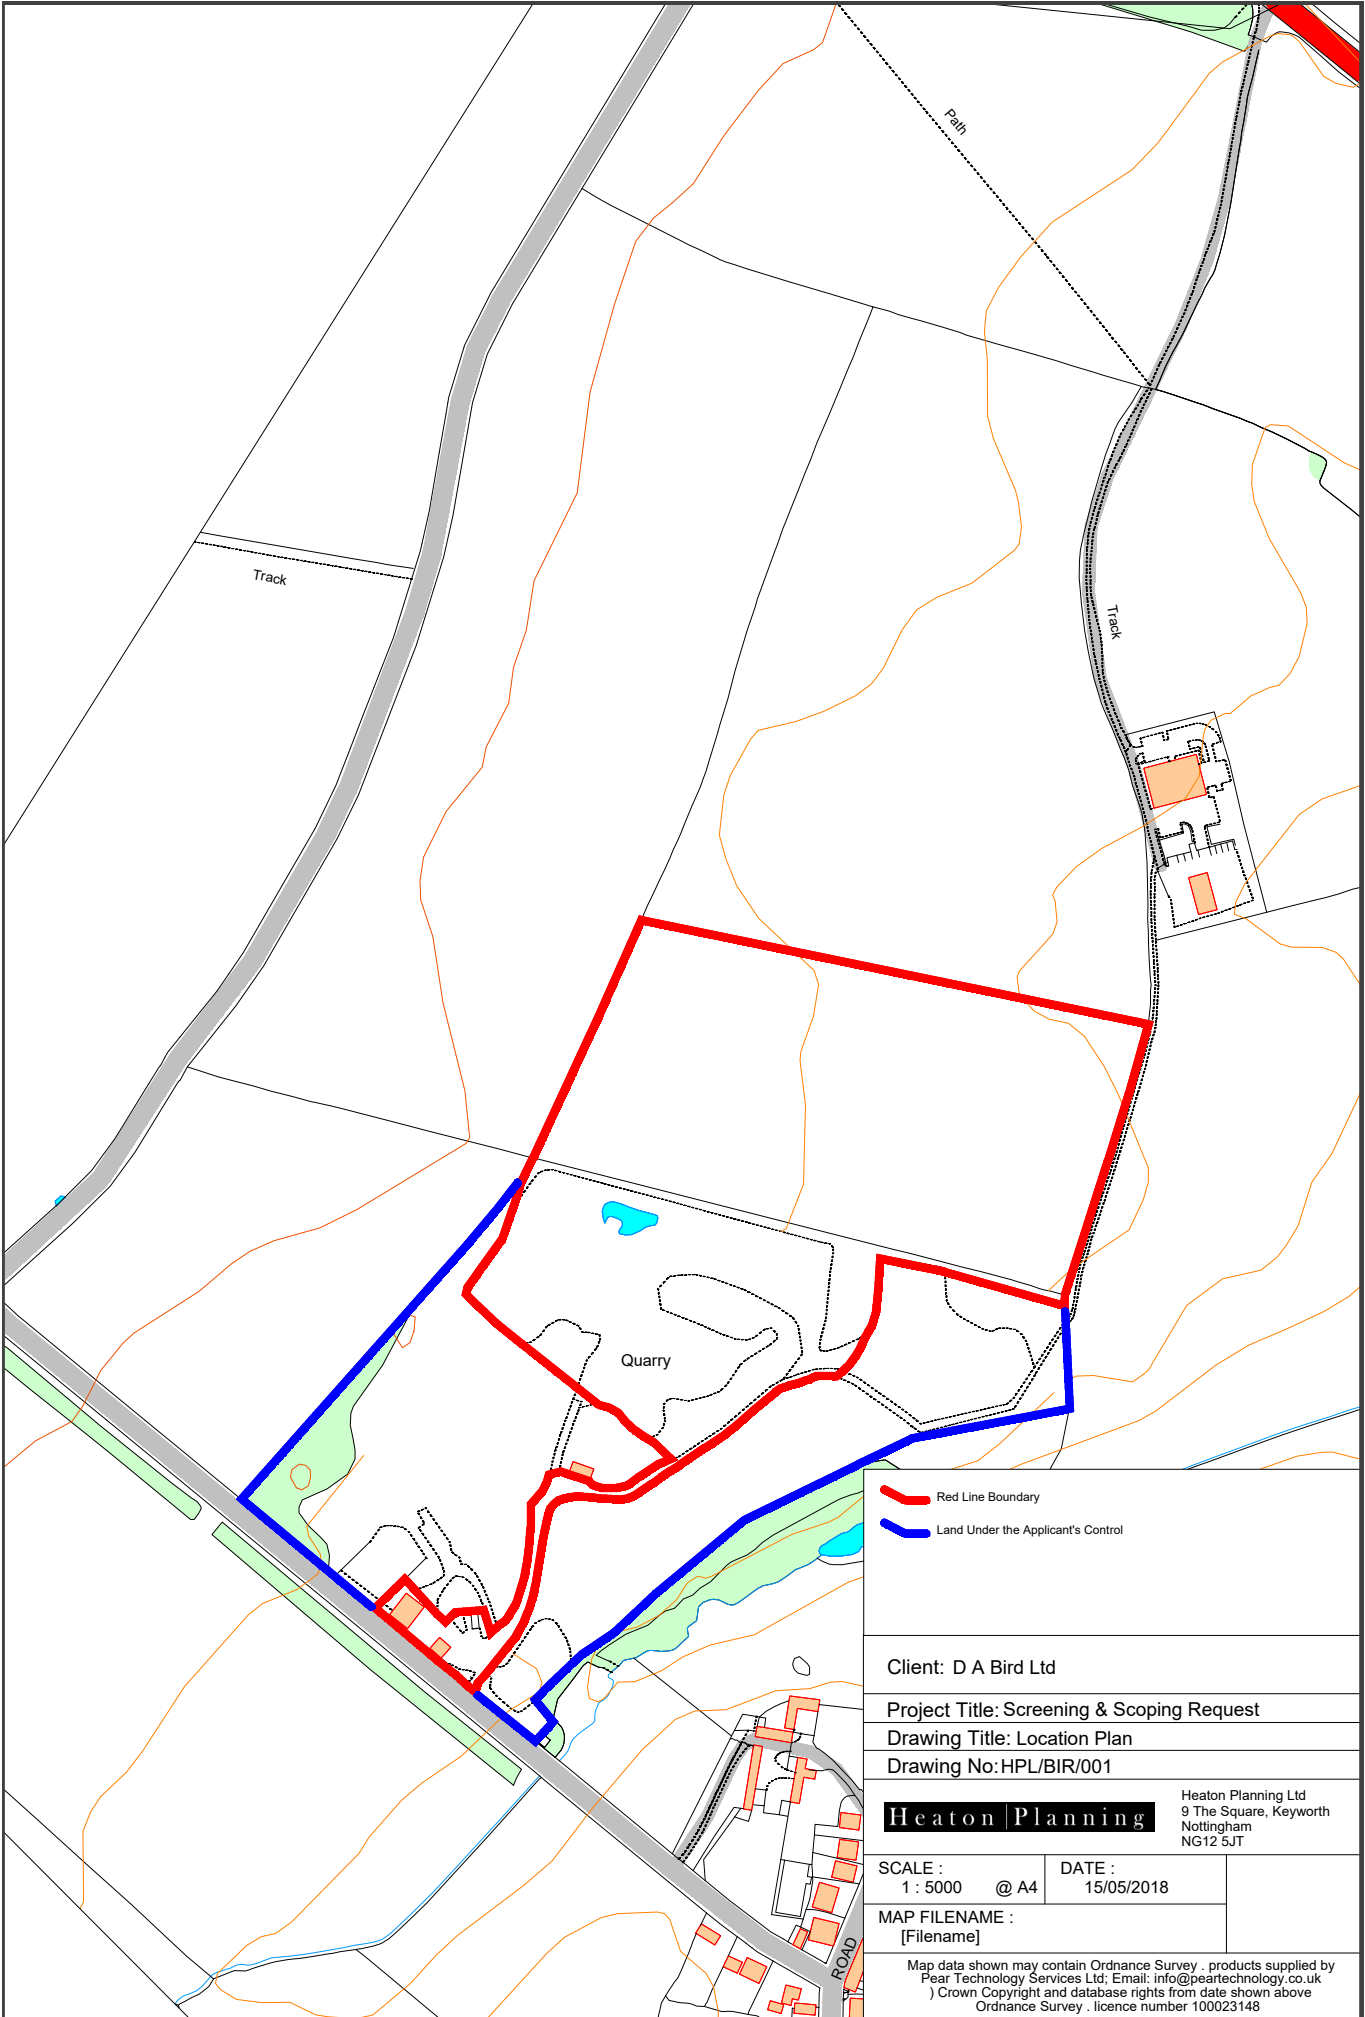 Path
Track
Track
Quarry
Red Line Boundary
Land Under the Applicant's Control
Client: D A Bird Ltd
Project Title: Screening & Scoping Request
Drawing Title: Location Plan
Drawing No:HPL/BIR/001
Heaton Planning
Heaton Planning Ltd
9 The Square, Keyworth
Nottingham
NG12 5JT
SCALE :
1 : 5000 @ A4
DATE :
15/05/2018
MAP FILENAME :
[Filename]
ROAD
Map data shown may contain Ordnance Survey . products supplied by
Pear Technology Services Ltd; Email: info@peartechnology.co.uk
) Crown Copyright and database rights from date shown above
Ordnance Survey . licence number 100023148